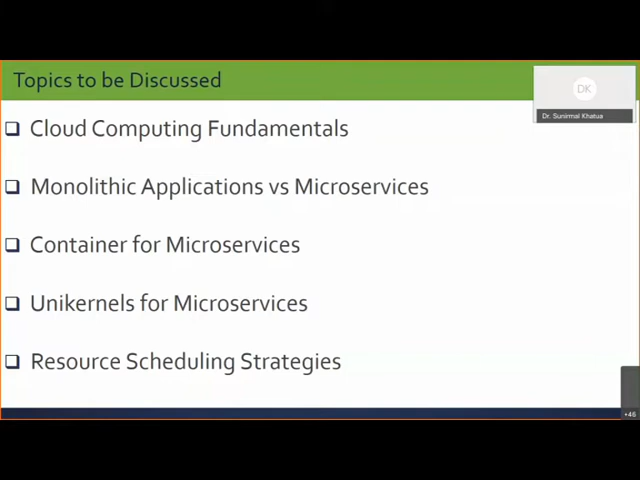 Topics to be Discussed
DK
Dr. Sunirmal Khatua
Cloud Computing Fundamentals
Monolithic Applications vs Microservices
Container for Microservices
Unikernels for Microservices
Resource Scheduling Strategies
+46